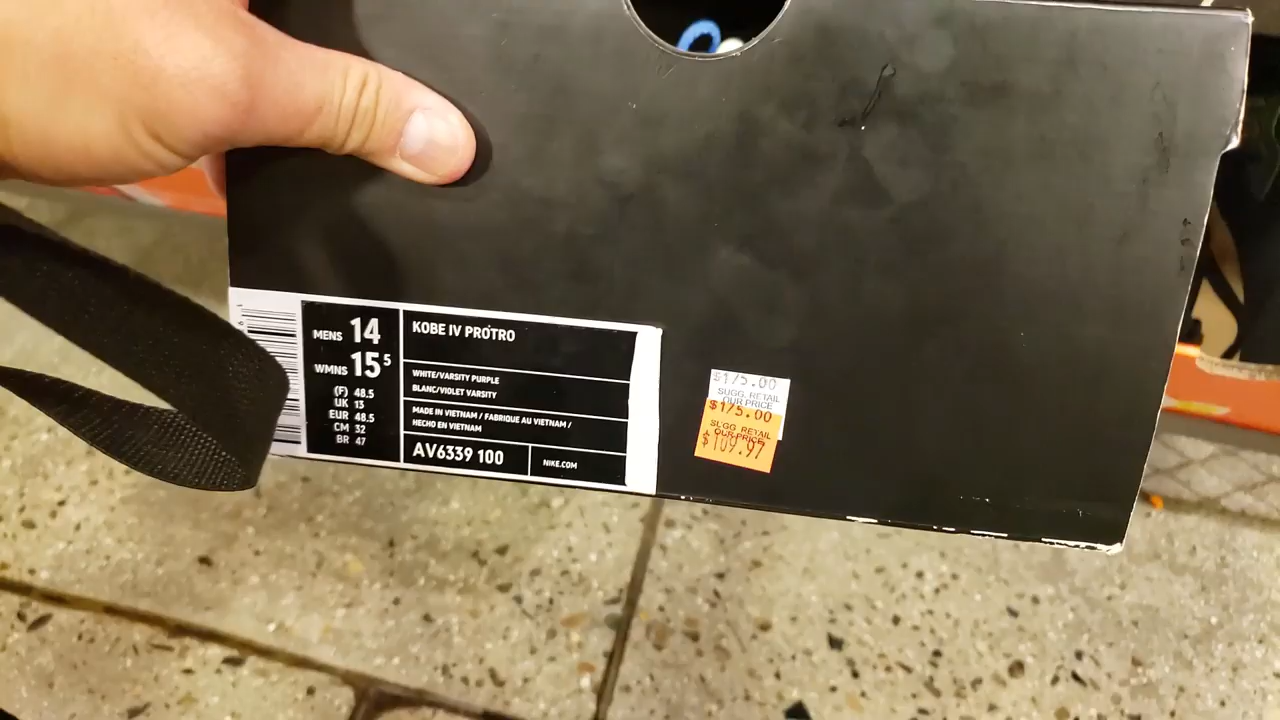 MENS 14
WMNS 15⁵
(F) 48.5
UK 13
EUR 48.5
CM 32
BR 47
KOBE IV PROTRO
WHITE/VARSITY PURPLE
BLANC/VIOLET VARSITY
MADE IN VIETNAM / FABRIQUE AU VIETNAM /
HECHO EN VIETNAM
AV6339 100
NIKE.COM
$175.00
SUGG. RETAIL
OUR PRICE
$175.00
SUGG. RETAIL
OUR PRICE
$109.97